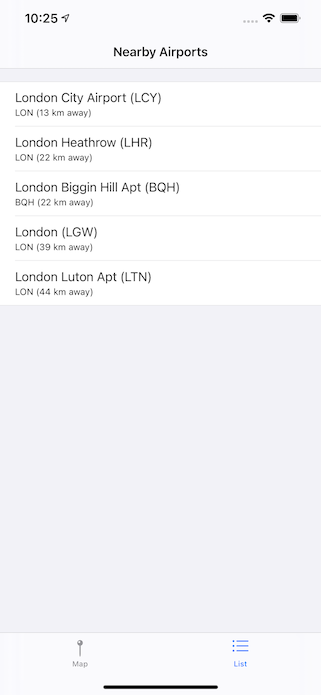 10:25
Nearby Airports
London City Airport (LCY)
LON (13 km away)
London Heathrow (LHR)
LON (22 km away)
London Biggin Hill Apt (BQH)
BQH (22 km away)
London (LGW)
LON (39 km away)
London Luton Apt (LTN)
LON (44 km away)
Map
List